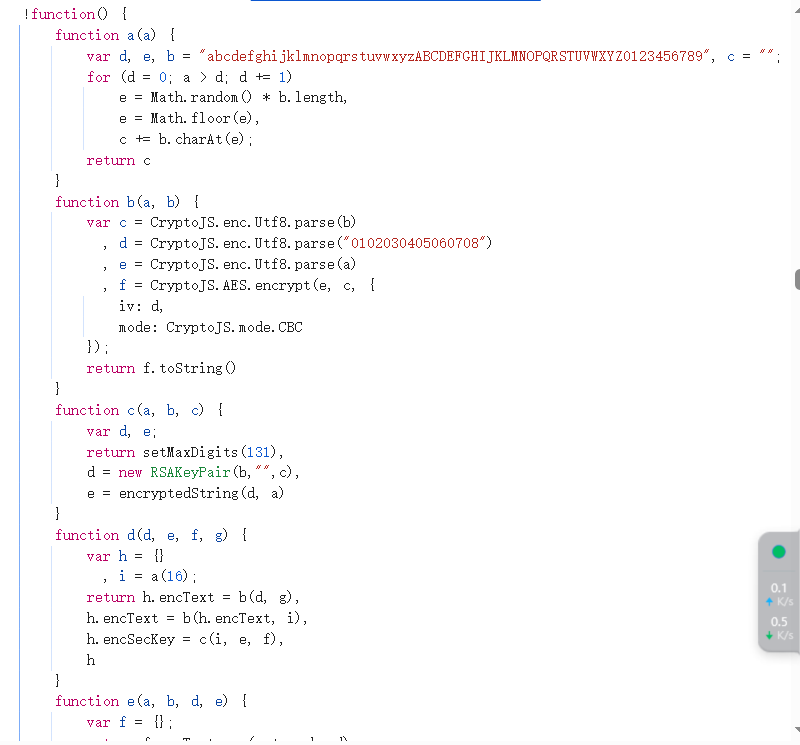 !function() {
function a(a) {
var d, e, b = "abcdefghijklmnopqrstuvwxyzABCDEFGHIJKLMNOPQRSTUVWXYZ0123456789", c = "";
for (d = 0; a > d; d += 1)
e = Math.random() * b.length,
e = Math.floor(e),
c += b.charAt(e);
return c
}
function b(a, b) {
var c = CryptoJS.enc.Utf8.parse(b)
, d = CryptoJS.enc.Utf8.parse("0102030405060708")
, e = CryptoJS.enc.Utf8.parse(a)
, f = CryptoJS.AES.encrypt(e, c, {
iv: d,
mode: CryptoJS.mode.CBC
});
return f.toString()
}
function c(a, b, c) {
var d, e;
return setMaxDigits(131),
d = new RSAKeyPair(b,"",c),
e = encryptedString(d, a)
}
function d(d, e, f, g) {
var h = {}
, i = a(16);
return h.encText = b(d, g),
h.encText = b(h.encText, i),
h.encSecKey = c(i, e, f),
h
}
function e(a, b, d, e) {
var f = {};
0.1
K/s
0.5
K/s